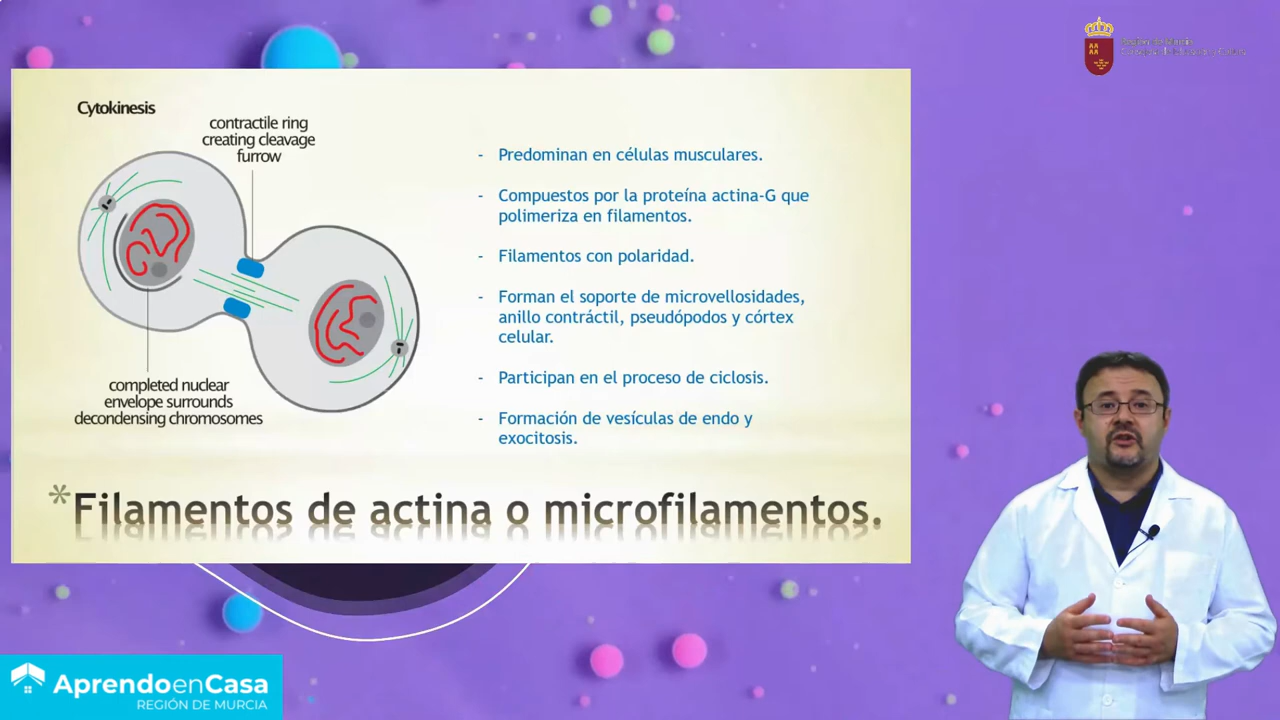 Cytokinesis
contractile ring
creating cleavage
furrow
completed nuclear
envelope surrounds
decondensing chromosomes
- Predominan en células musculares.
- Compuestos por la proteína actina-G que
polimeriza en filamentos.
- Filamentos con polaridad.
- Forman el soporte de microvellosidades,
anillo contráctil, pseudópodos y córtex
celular.
- Participan en el proceso de ciclosis.
- Formación de vesículas de endo y
exocitosis.
*Filamentos de actina o microfilamentos.
AprendoenCasa
REGIÓN DE MURCIA